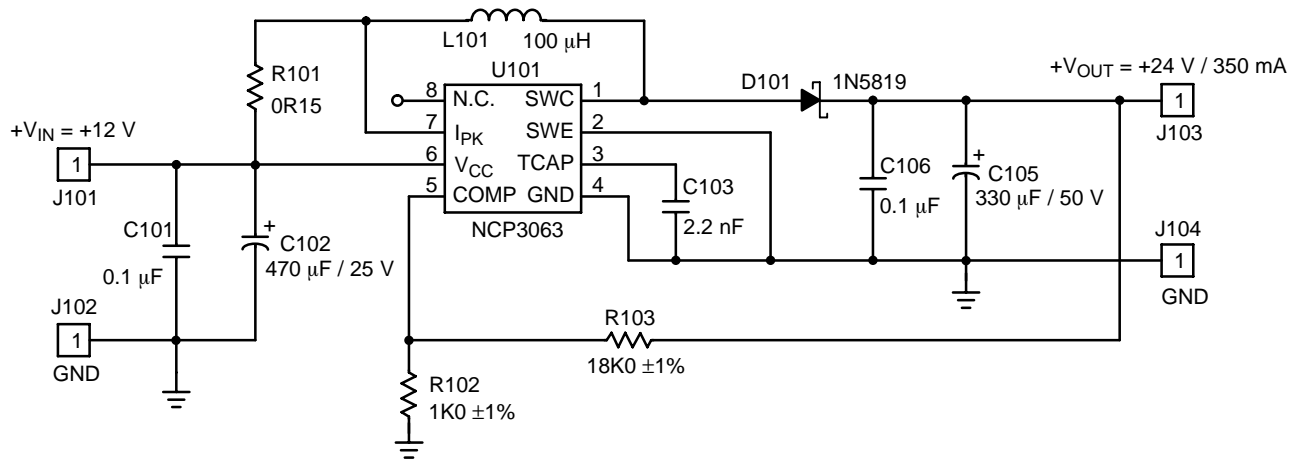 L101 100 μH
U101
R101
0R15
8 N.C. SWC 1
7 IPK SWE 2
6 VCC TCAP 3
5 COMP GND 4
NCP3063
D101 1N5819
+VOUT = +24 V / 350 mA
1
J103
+VIN = +12 V
1
J101
C101
0.1 μF
+
C102
470 μF / 25 V
C103
2.2 nF
C106
0.1 μF
+
C105
330 μF / 50 V
J104
1
GND
J102
1
GND
R103
18K0 ±1%
R102
1K0 ±1%